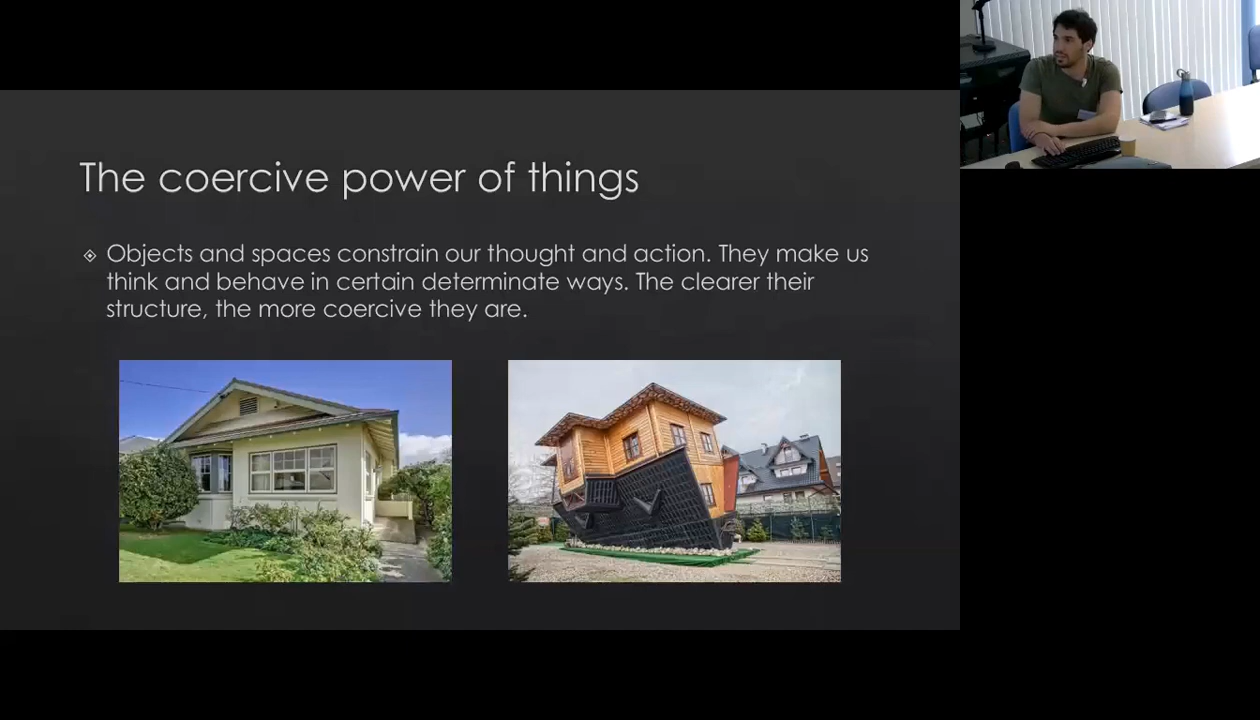 The coercive power of things
Objects and spaces constrain our thought and action. They make us
think and behave in certain determinate ways. The clearer their
structure, the more coercive they are.